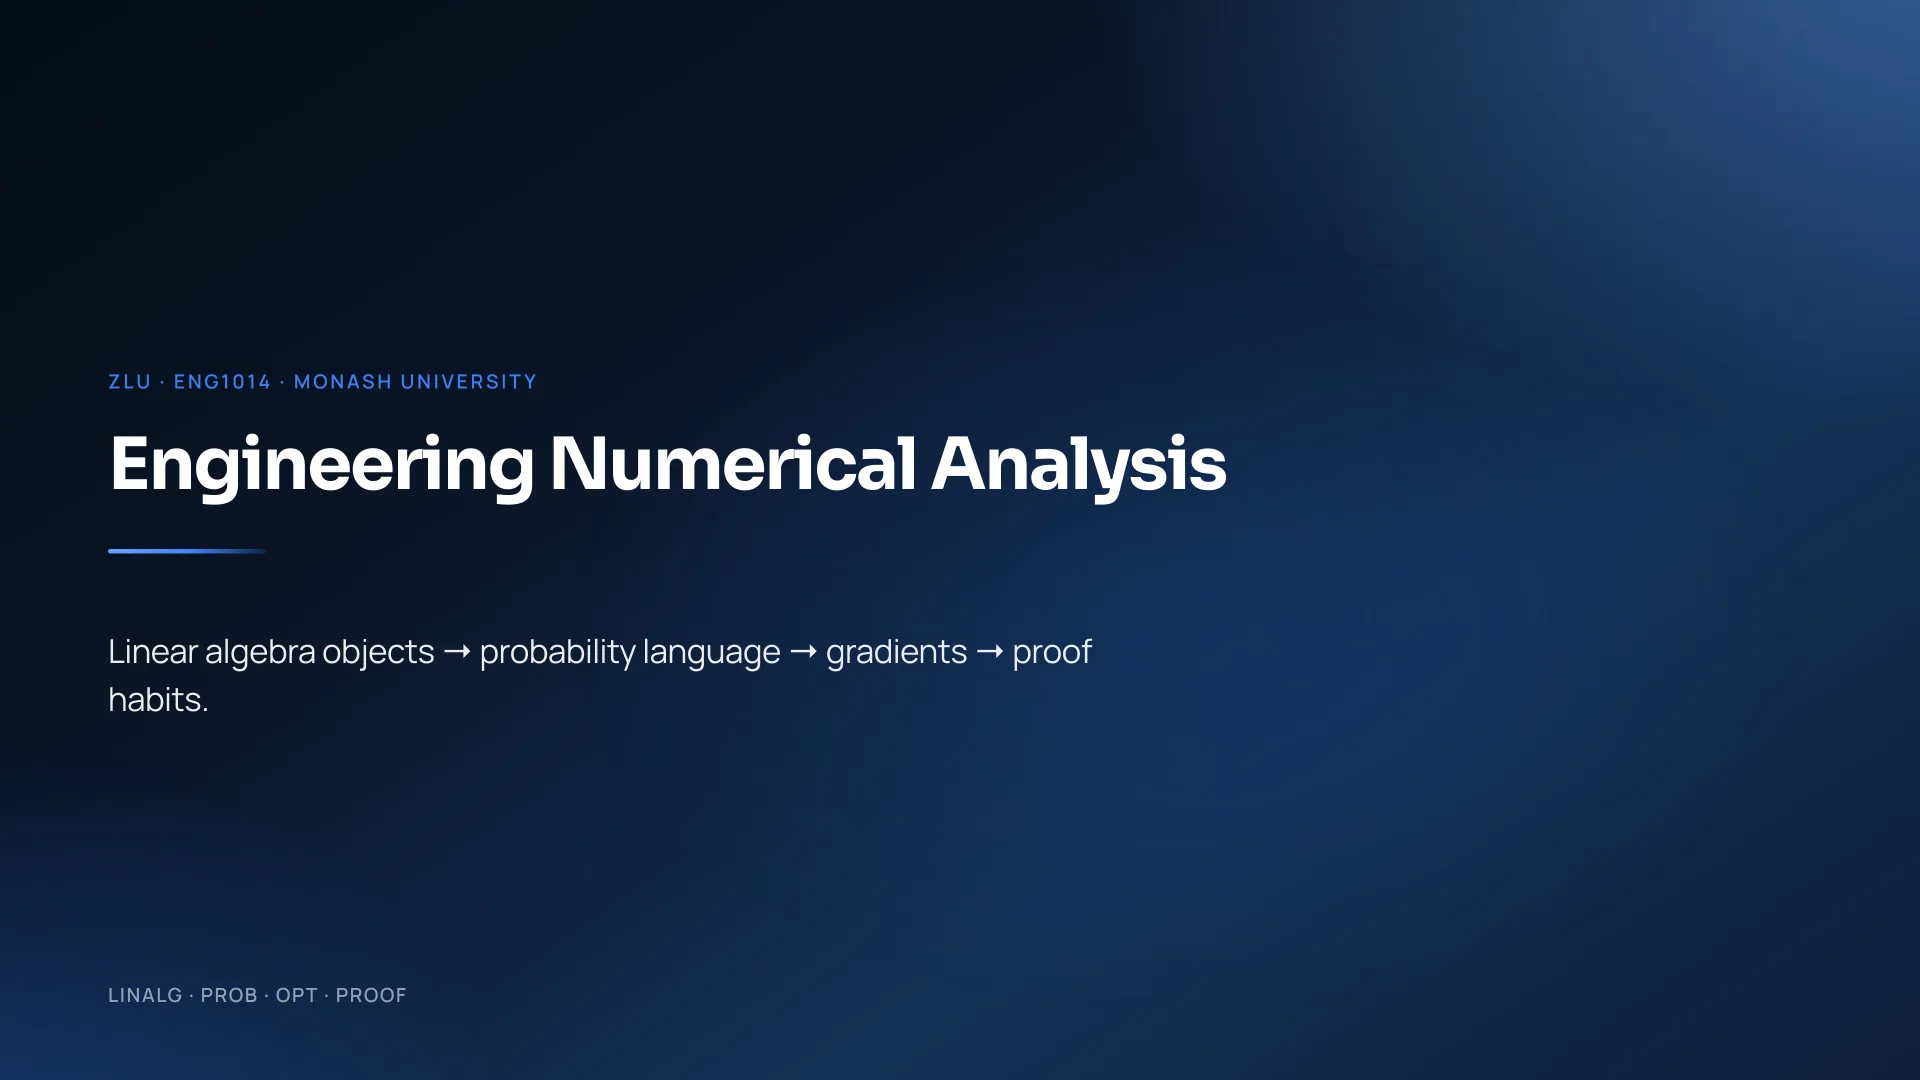 ZLU · ENG1014 · MONASH UNIVERSITY
Engineering Numerical Analysis
Linear algebra objects → probability language → gradients → proof
habits.
LINALG · PROB · OPT · PROOF